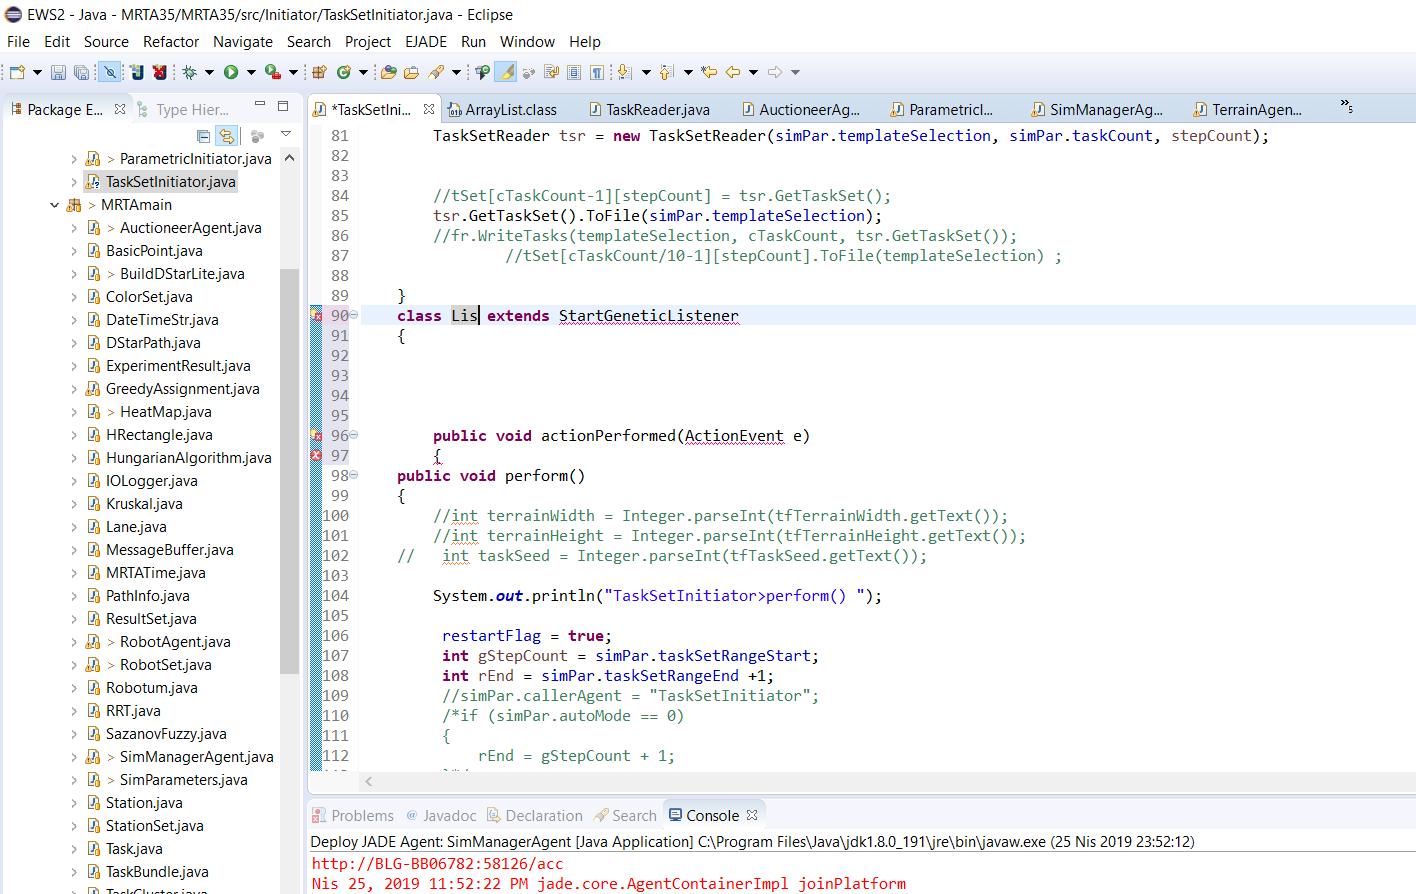 EWS2 - Java - MRTA35/MRTA35/src/Initiator/TaskSetInitiator.java - Eclipse
File Edit Source Refactor Navigate Search Project EJADE Run Window Help
Package E... Type Hier...
*TaskSetIni... ArrayList.class TaskReader.java AuctioneerAg... ParametricI... SimManagerAg... TerrainAgen... »5
> ParametricInitiator.java
TaskSetInitiator.java
> MRTAmain
> AuctioneerAgent.java
BasicPoint.java
> BuildDStarLite.java
ColorSet.java
DateTimeStr.java
DStarPath.java
ExperimentResult.java
GreedyAssignment.java
> HeatMap.java
HRectangle.java
HungarianAlgorithm.java
IOLogger.java
Kruskal.java
Lane.java
MessageBuffer.java
MRTATime.java
PathInfo.java
ResultSet.java
> RobotAgent.java
> RobotSet.java
Robotum.java
RRT.java
SazanovFuzzy.java
> SimManagerAgent.java
> SimParameters.java
Station.java
StationSet.java
Task.java
TaskBundle.java
TaskCluster.java
81 TaskSetReader tsr = new TaskSetReader(simPar.templateSelection, simPar.taskCount, stepCount);
82
83
84 //tSet[cTaskCount-1][stepCount] = tsr.GetTaskSet();
85 tsr.GetTaskSet().ToFile(simPar.templateSelection);
86 //fr.WriteTasks(templateSelection, cTaskCount, tsr.GetTaskSet());
87 //tSet[cTaskCount/10-1][stepCount].ToFile(templateSelection) ;
88
89 }
90 class Lis extends StartGeneticListener
91 {
92
93
94
95
96 public void actionPerformed(ActionEvent e)
97 {
98 public void perform()
99 {
100 //int terrainWidth = Integer.parseInt(tfTerrainWidth.getText());
101 //int terrainHeight = Integer.parseInt(tfTerrainHeight.getText());
102 // int taskSeed = Integer.parseInt(tfTaskSeed.getText());
103
104 System.out.println("TaskSetInitiator>perform() ");
105
106 restartFlag = true;
107 int gStepCount = simPar.taskSetRangeStart;
108 int rEnd = simPar.taskSetRangeEnd +1;
109 //simPar.callerAgent = "TaskSetInitiator";
110 /*if (simPar.autoMode == 0)
111 {
112 rEnd = gStepCount + 1;
Problems @ Javadoc Declaration Search Console
Deploy JADE Agent: SimManagerAgent [Java Application] C:\Program Files\Java\jdk1.8.0_191\jre\bin\javaw.exe (25 Nis 2019 23:52:12)
http://BLG-BB06782:58126/acc
Nis 25, 2019 11:52:22 PM jade.core.AgentContainerImpl joinPlatform